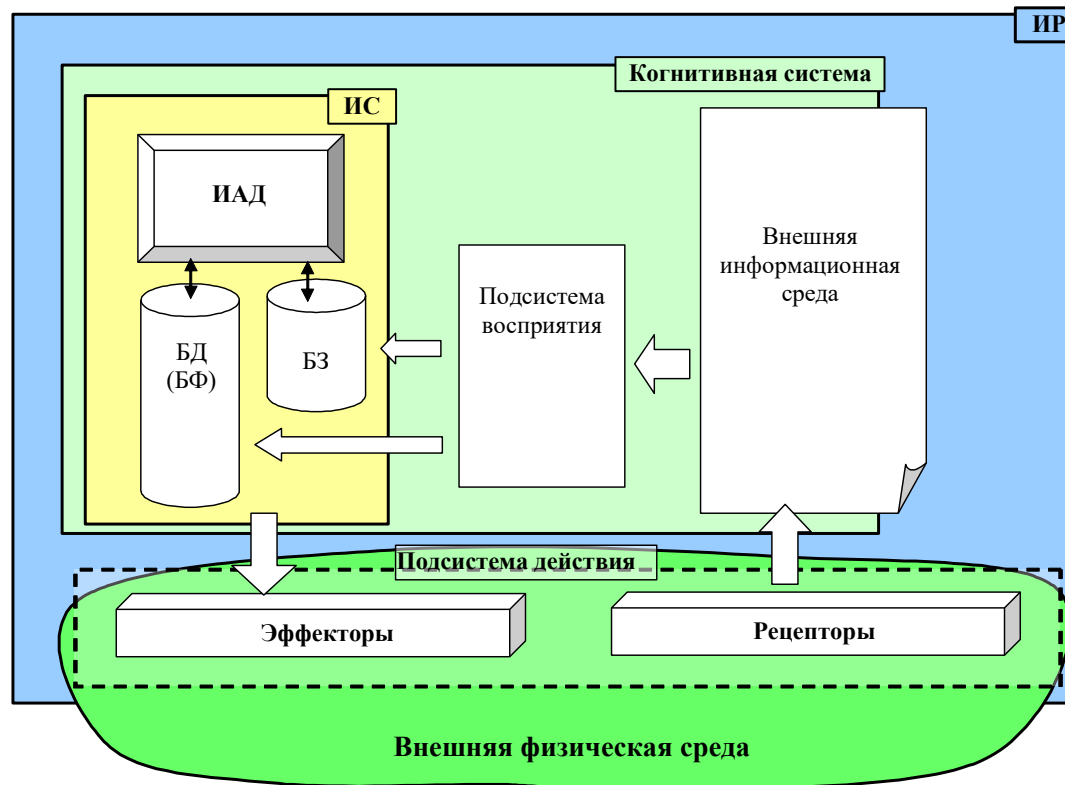 ИР
Когнитивная система
ИС
ИАД
Внешняя
информационная
среда
Подсистема
восприятия
БД
(БФ)
БЗ
Подсистема действия
Эффекторы
Рецепторы
Внешняя физическая среда